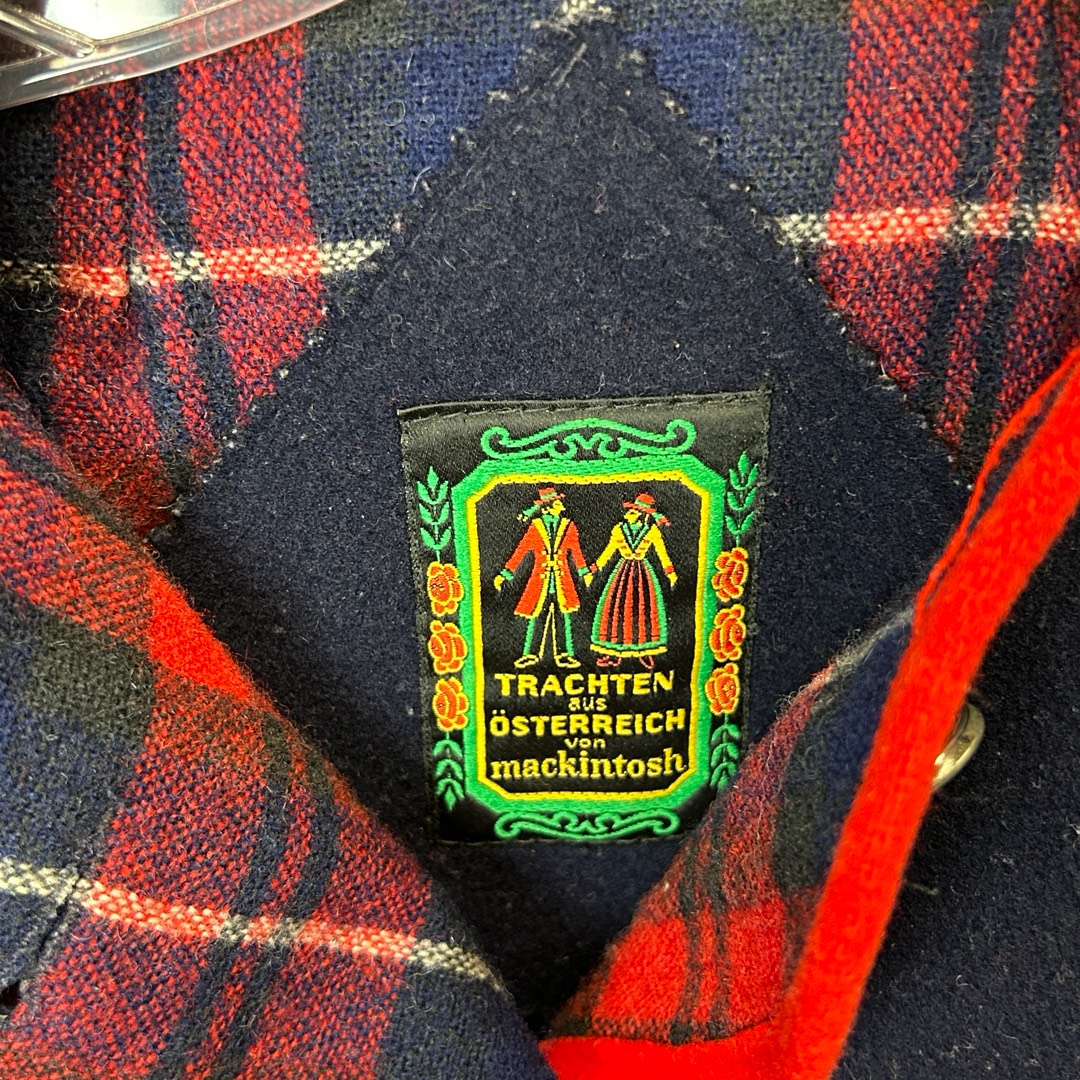 TRACHTEN
aus
ÖSTERREICH
von
mackintosh